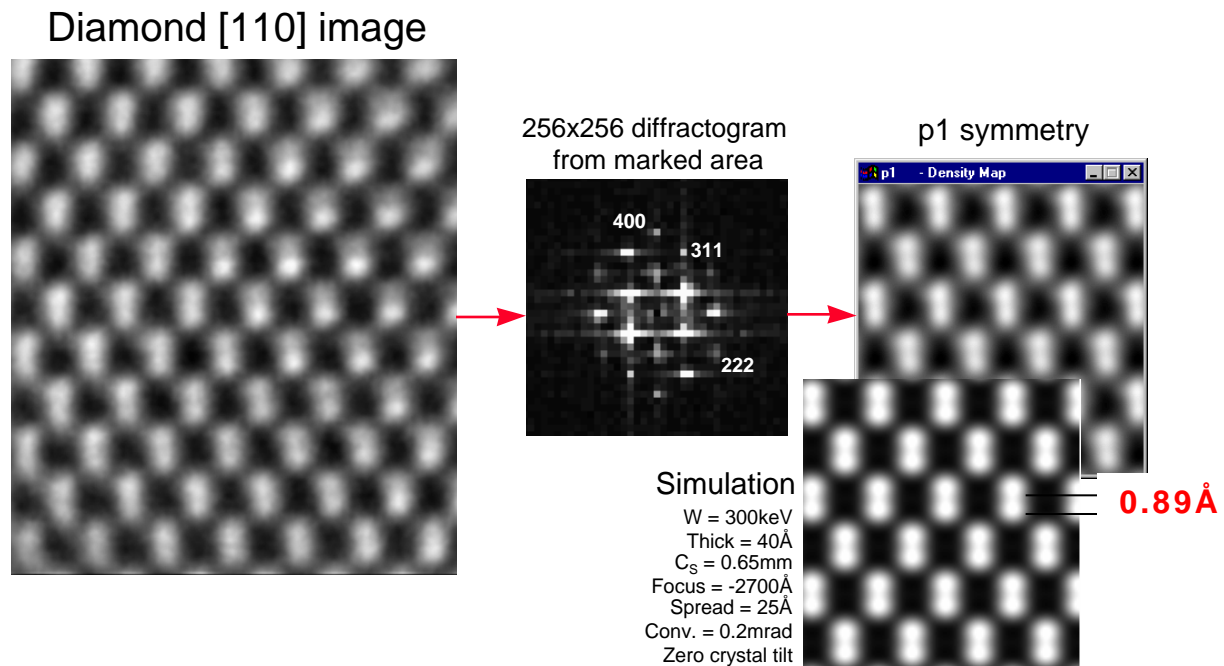 Diamond [110] image
256x256 diffractogram
from marked area
400
311
222
p1 symmetry
p1 - Density Map
Simulation
W = 300keV
Thick = 40Å
CS = 0.65mm
Focus = -2700Å
Spread = 25Å
Conv. = 0.2mrad
Zero crystal tilt
0.89Å